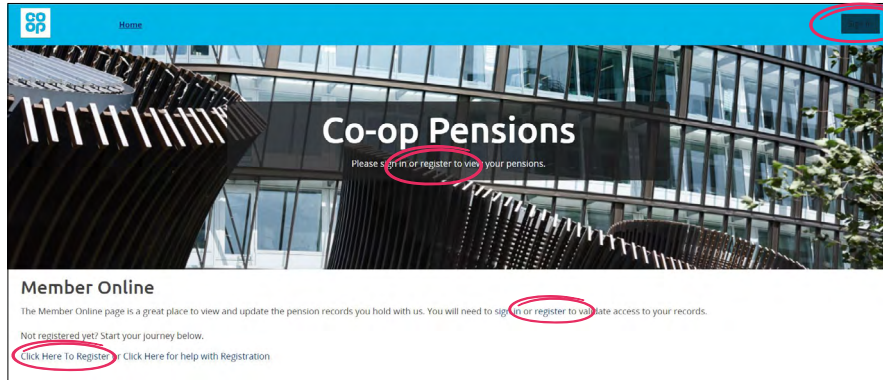 CO
OP
Home
Co-op Pensions
Please sign in or register to view your pensions.
Member Online
The Member Online page is a great place to view and update the pension records you hold with us. You will need to sign in or register to validate access to your records.
Not registered yet? Start your journey below.
Click Here To Register or Click Here for help with Registration